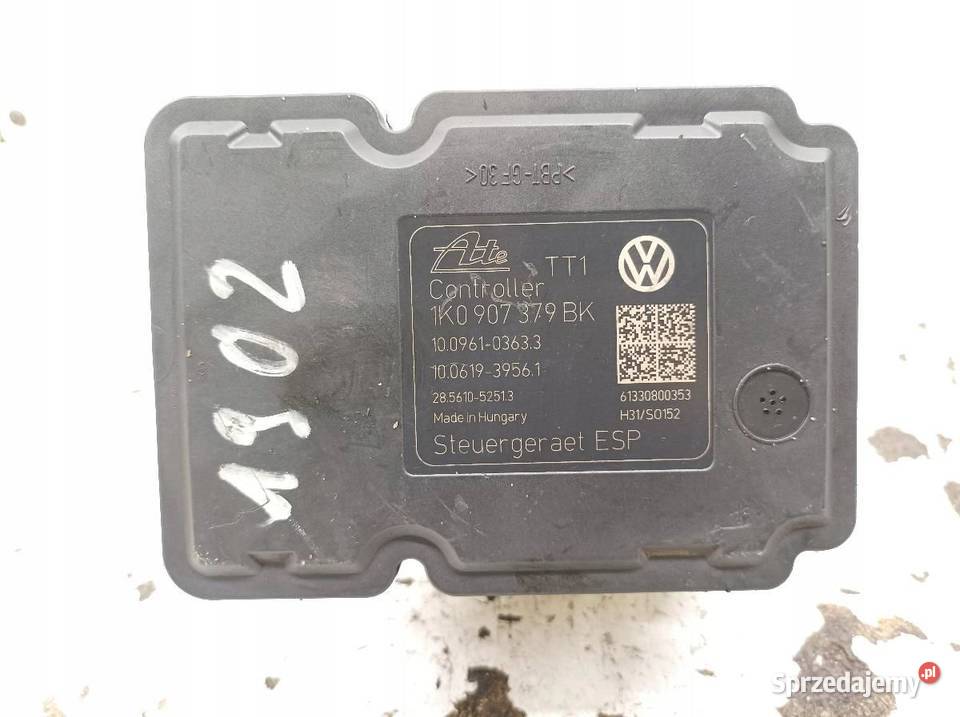 >PBT-GF30<
Ate TT1
Controller
1K0 907 379 BK
10.0961-0363.3
10.0619-3956.1
28.5610-5251.3
Made in Hungary
Steuergeraet ESP
61330800353
H31/S0152
1902
Sprzedajemy.pl